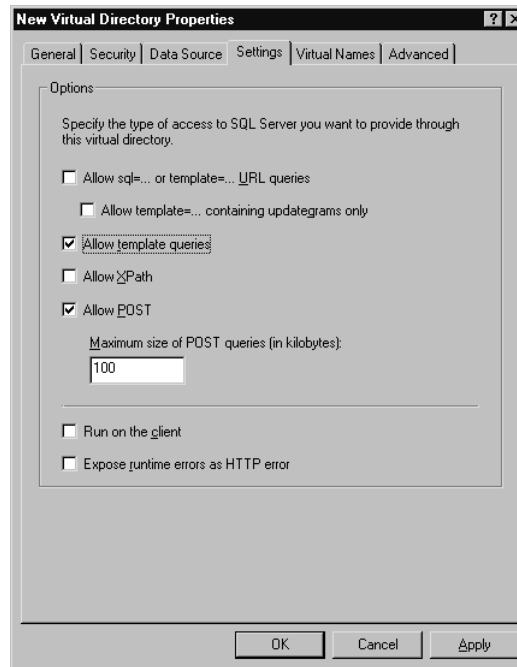 New Virtual Directory Properties
General Security Data Source Settings Virtual Names Advanced
Options
Specify the type of access to SQL Server you want to provide through
this virtual directory.
Allow sql=... or template=... URL queries
Allow template=... containing updategrams only
Allow template queries
Allow XPath
Allow POST
Maximum size of POST queries (in kilobytes):
100
Run on the client
Expose runtime errors as HTTP error
OK Cancel Apply